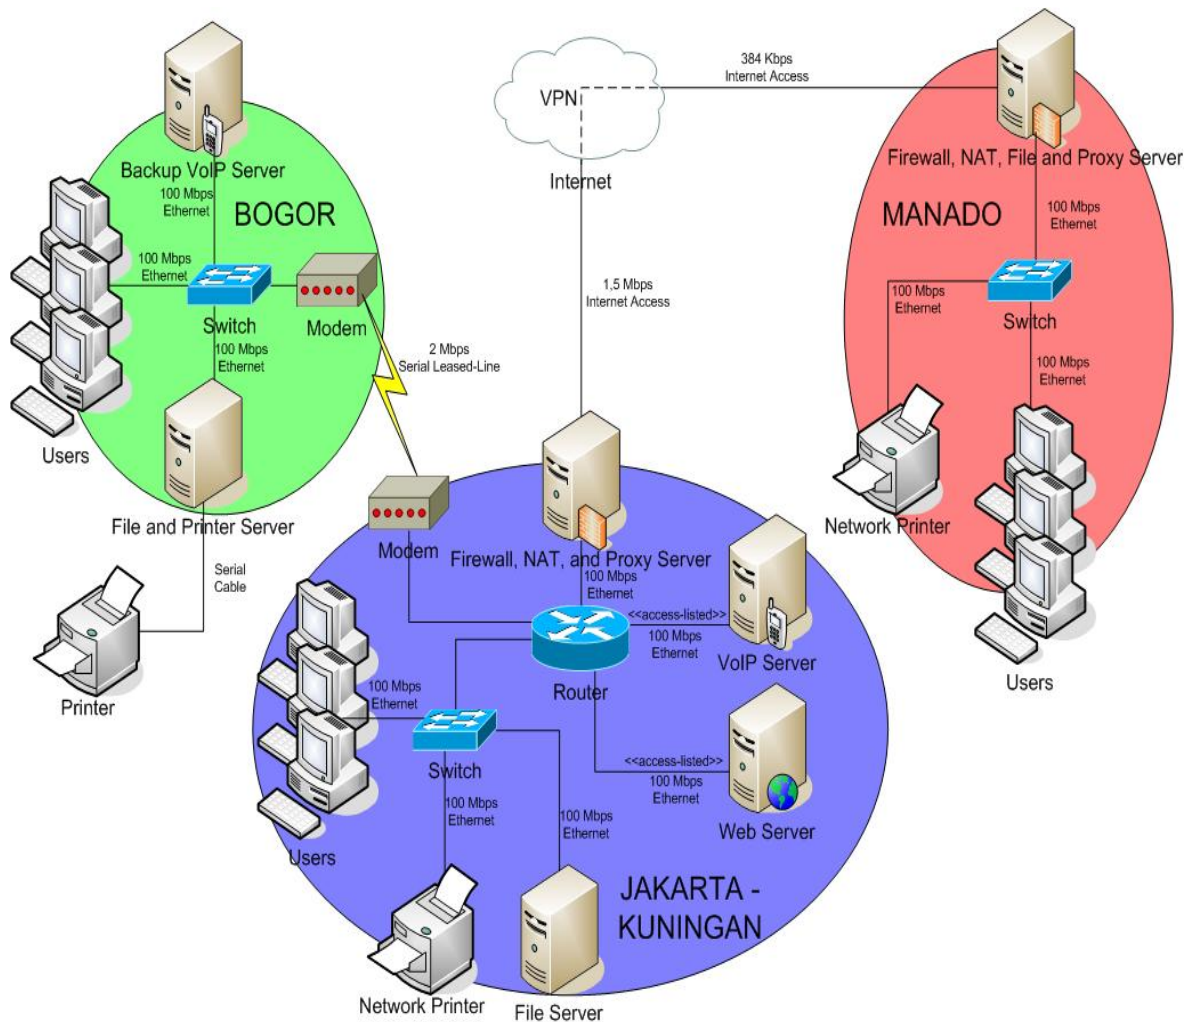 384 Kbps
Internet Access
VPN
Internet
Backup VoIP Server
100 Mbps
Ethernet
BOGOR
100 Mbps
Ethernet
Switch
Modem
100 Mbps
Ethernet
Users
File and Printer Server
Serial
Cable
Printer
2 Mbps
Serial Leased-Line
1,5 Mbps
Internet Access
Firewall, NAT, File and Proxy Server
MANADO
100 Mbps
Ethernet
100 Mbps
Ethernet
Switch
100 Mbps
Ethernet
Network Printer
Users
Modem
Firewall, NAT, and Proxy Server
100 Mbps
Ethernet
<<access-listed>>
100 Mbps
Ethernet
VoIP Server
Router
100 Mbps
Ethernet
Switch
<<access-listed>>
100 Mbps
Ethernet
Web Server
Users
100 Mbps
Ethernet
100 Mbps
Ethernet
JAKARTA -
KUNINGAN
Network Printer
File Server